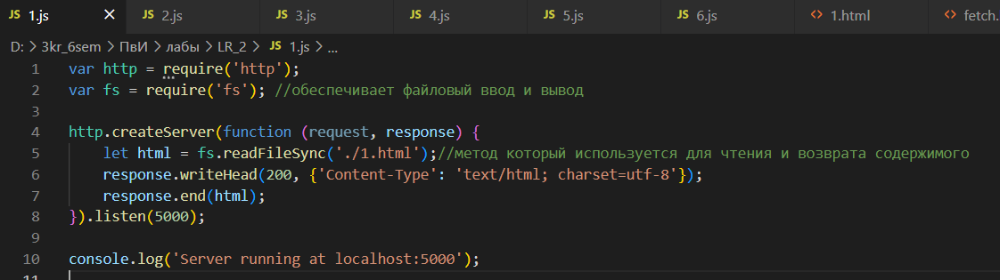 JS 1.js × JS 2.js JS 3.js JS 4.js JS 5.js JS 6.js <> 1.html <> fetch.
D: > 3kr_6sem > ПвИ > лабы > LR_2 > JS 1.js > ...
1 var http = require('http');
2 var fs = require('fs'); //обеспечивает файловый ввод и вывод
3
4 http.createServer(function (request, response) {
5     let html = fs.readFileSync('./1.html');//метод который используется для чтения и возврата содержимого
6     response.writeHead(200, {'Content-Type': 'text/html; charset=utf-8'});
7     response.end(html);
8 }).listen(5000);
9
10 console.log('Server running at localhost:5000');
11